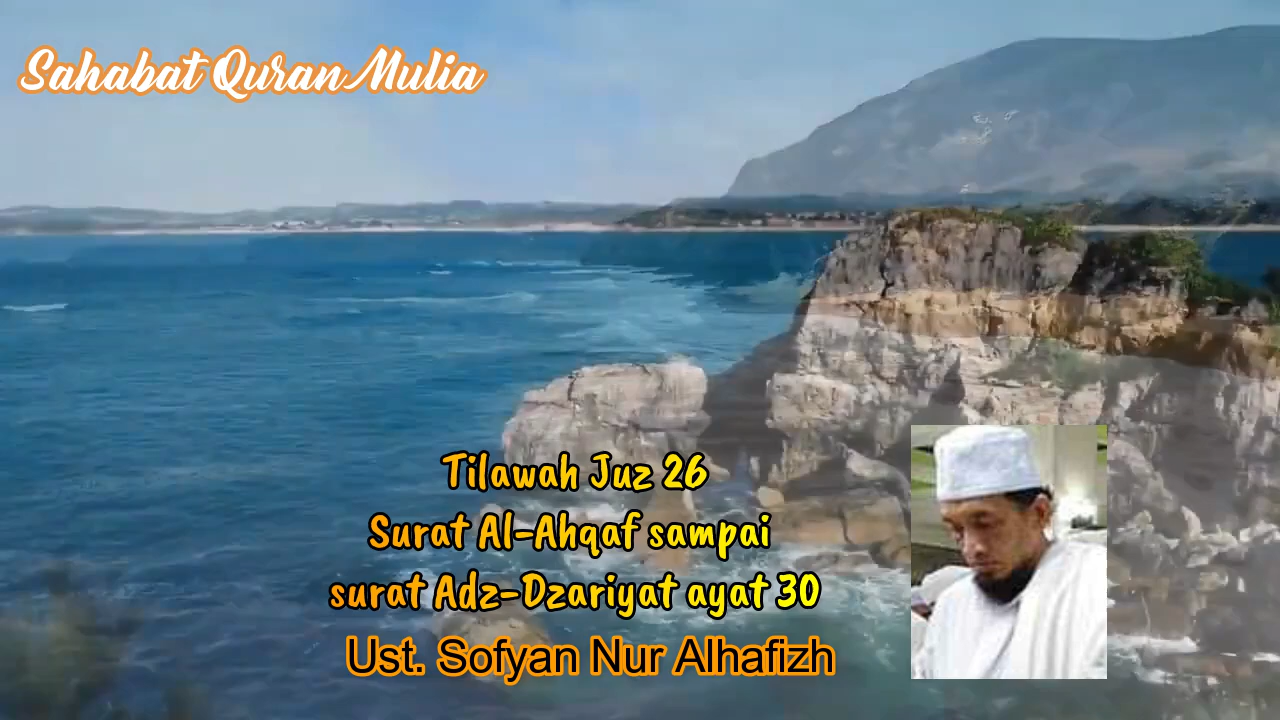 Sahabat Quran Mulia
Tilawah Juz 26
Surat Al-Ahqaf sampai
surat Adz-Dzariyat ayat 30
Ust. Sofyan Nur Alhafizh